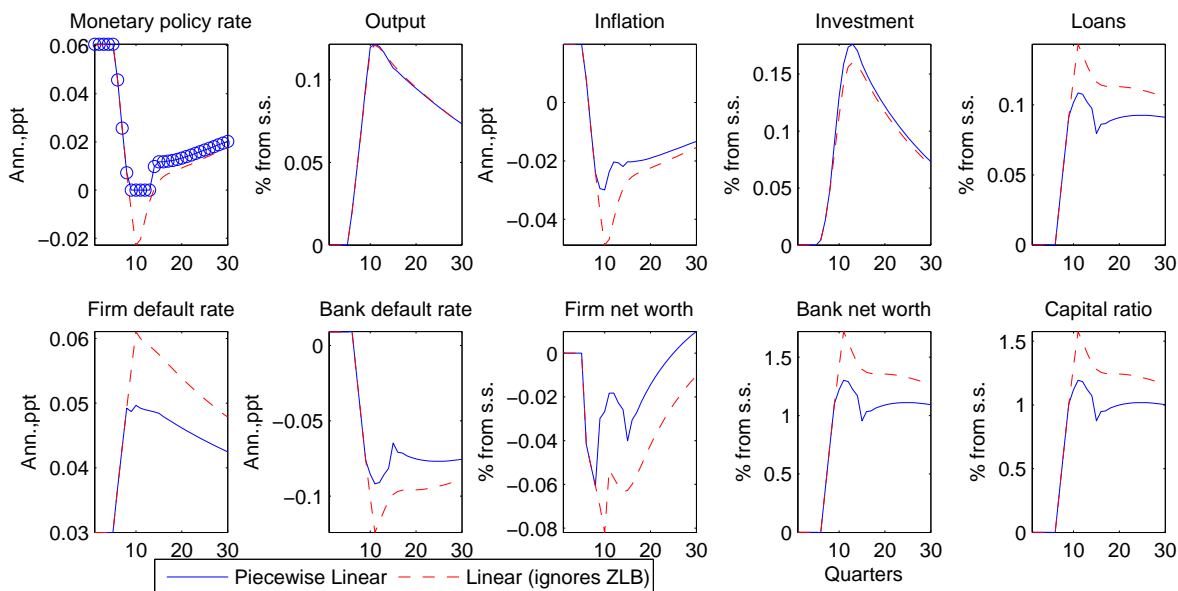 Monetary policy rate
Output
Inflation
Investment
Loans
0.06
0.04
0.02
0
−0.02
Ann.,ppt
10 20 30
0.1
0.05
0
% from s.s.
10 20 30
0
−0.02
−0.04
Ann.,ppt
10 20 30
0.15
0.1
0.05
0
% from s.s.
10 20 30
0.1
0.05
0
% from s.s.
10 20 30
Firm default rate
Bank default rate
Firm net worth
Bank net worth
Capital ratio
0.06
0.05
0.04
0.03
Ann.,ppt
10 20 30
0
−0.05
−0.1
Ann.,ppt
10 20 30
0
−0.02
−0.04
−0.06
−0.08
% from s.s.
10 20 30
1.5
1
0.5
0
% from s.s.
10 20 30
Quarters
1.5
1
0.5
0
% from s.s.
10 20 30
Piecewise Linear
Linear (ignores ZLB)